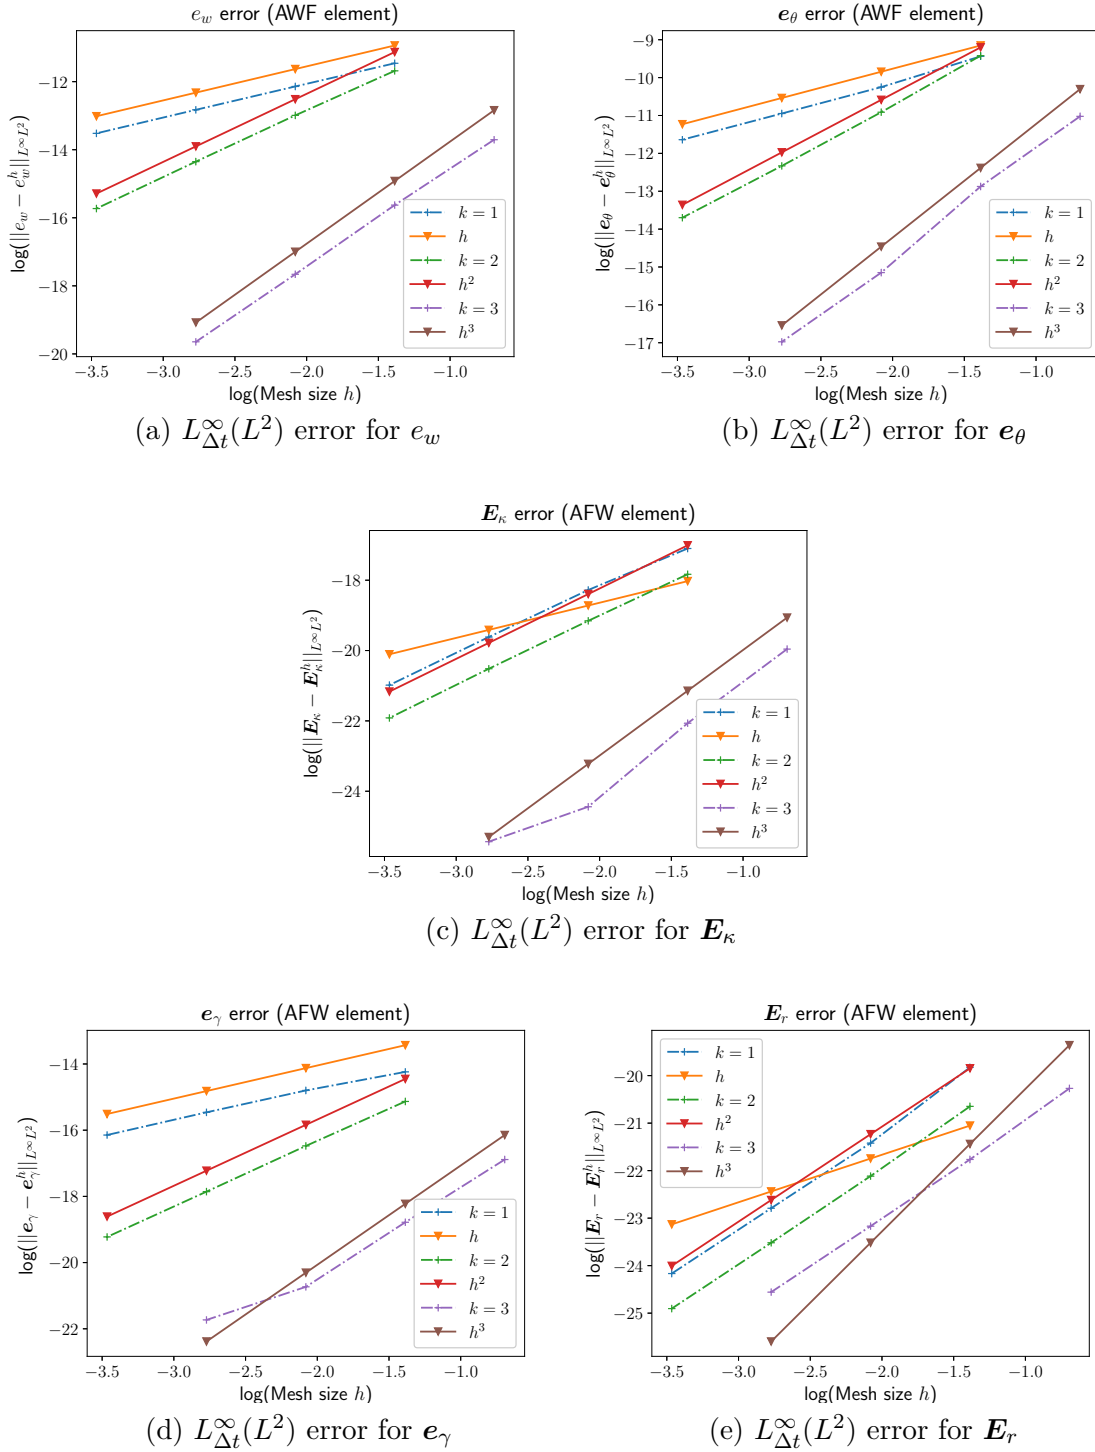 e_w error (AWF element)
log(||e_w − e_w^h||_{L^∞L^2})
−12
−14
−16
−18
−20
k = 1
h
k = 2
h^2
k = 3
h^3
−3.5 −3.0 −2.5 −2.0 −1.5 −1.0
log(Mesh size h)
(a) L^∞_{Δt}(L^2) error for e_w
e_θ error (AWF element)
log(||e_θ − e_θ^h||_{L^∞L^2})
−9
−10
−11
−12
−13
−14
−15
−16
−17
k = 1
h
k = 2
h^2
k = 3
h^3
−3.5 −3.0 −2.5 −2.0 −1.5 −1.0
log(Mesh size h)
(b) L^∞_{Δt}(L^2) error for e_θ
E_κ error (AFW element)
log(||E_κ − E_κ^h||_{L^∞L^2})
−18
−20
−22
−24
k = 1
h
k = 2
h^2
k = 3
h^3
−3.5 −3.0 −2.5 −2.0 −1.5 −1.0
log(Mesh size h)
(c) L^∞_{Δt}(L^2) error for E_κ
e_γ error (AFW element)
log(||e_γ − e_γ^h||_{L^∞L^2})
−14
−16
−18
−20
−22
k = 1
h
k = 2
h^2
k = 3
h^3
−3.5 −3.0 −2.5 −2.0 −1.5 −1.0
log(Mesh size h)
(d) L^∞_{Δt}(L^2) error for e_γ
E_r error (AFW element)
log(||E_r − E_r^h||_{L^∞L^2})
−20
−21
−22
−23
−24
−25
k = 1
h
k = 2
h^2
k = 3
h^3
−3.5 −3.0 −2.5 −2.0 −1.5 −1.0
log(Mesh size h)
(e) L^∞_{Δt}(L^2) error for E_r